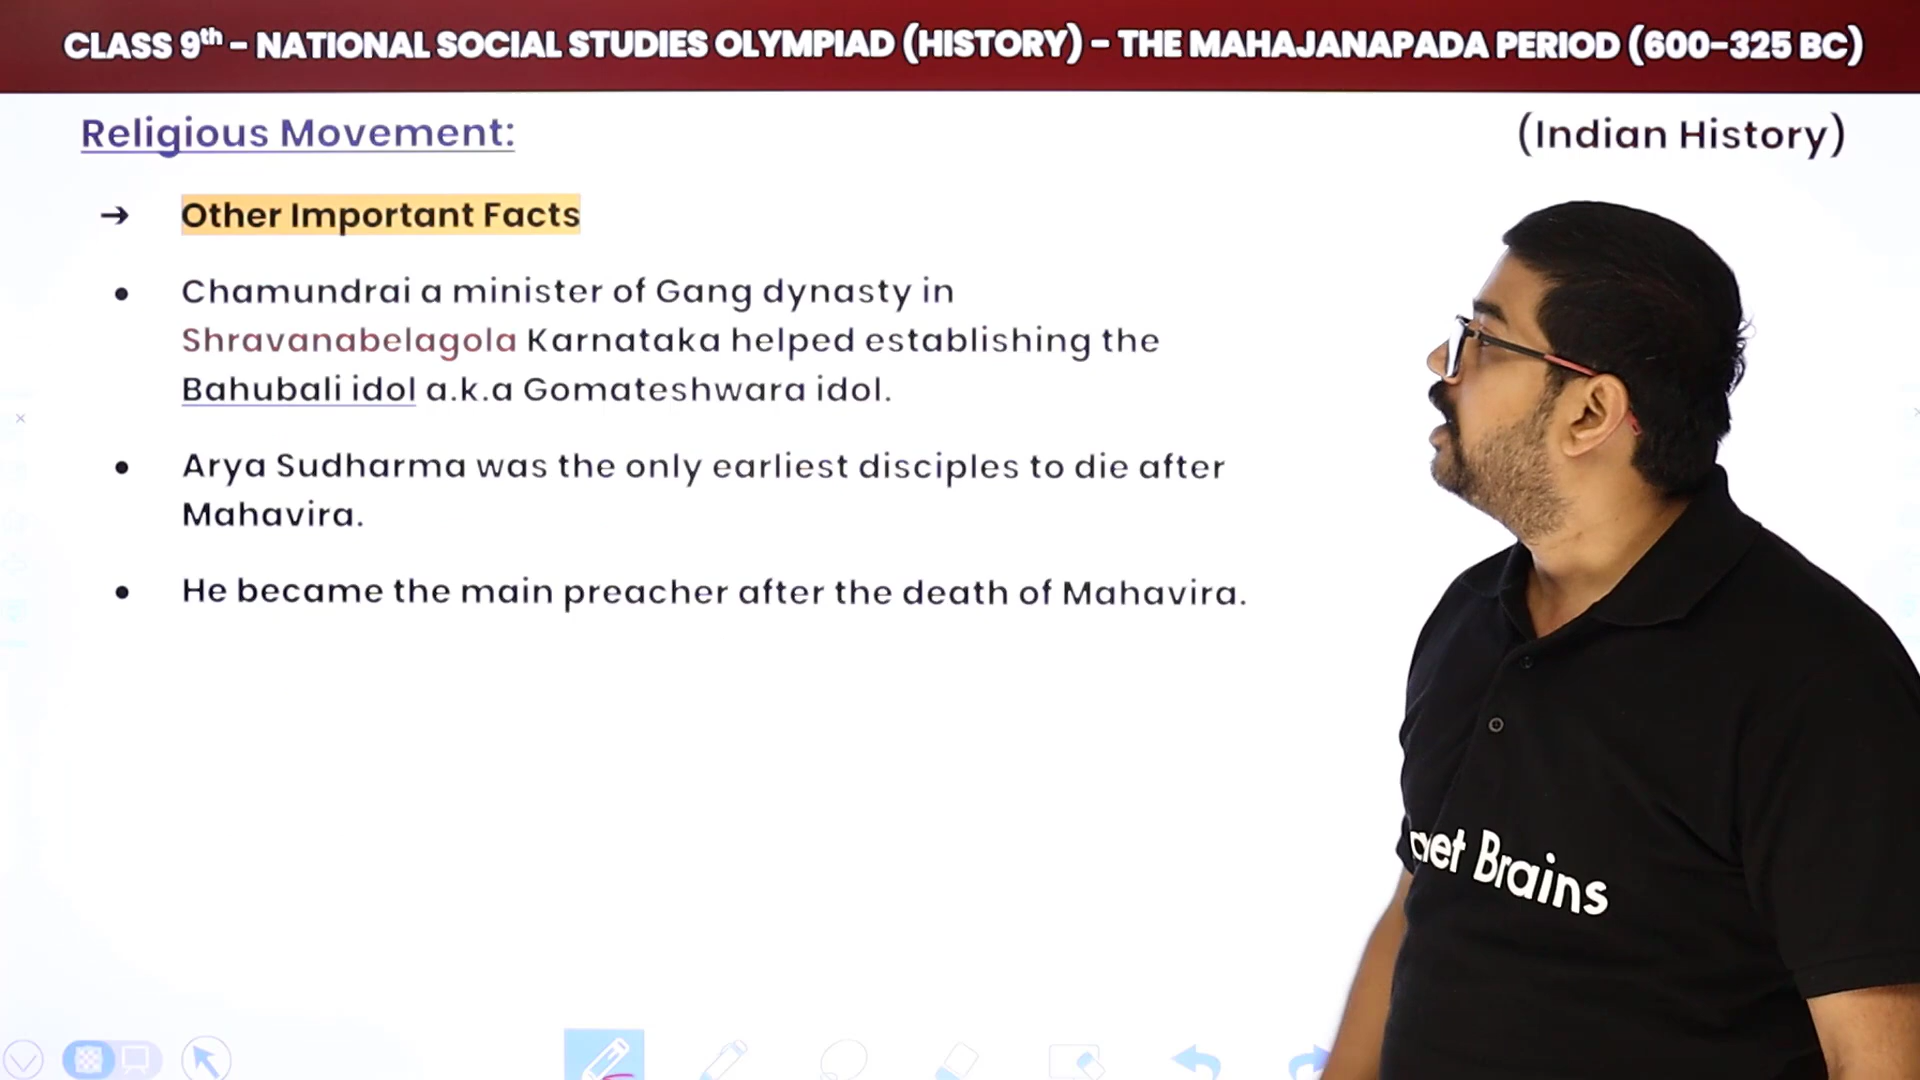 CLASS 9th - NATIONAL SOCIAL STUDIES OLYMPIAD (HISTORY) - THE MAHAJANAPADA PERIOD (600-325 BC)
Religious Movement:
(Indian History)
→ Other Important Facts
• Chamundrai a minister of Gang dynasty in
Shravanabelagola Karnataka helped establishing the
Bahubali idol a.k.a Gomateshwara idol.
• Arya Sudharma was the only earliest disciples to die after
Mahavira.
• He became the main preacher after the death of Mahavira.
Brains